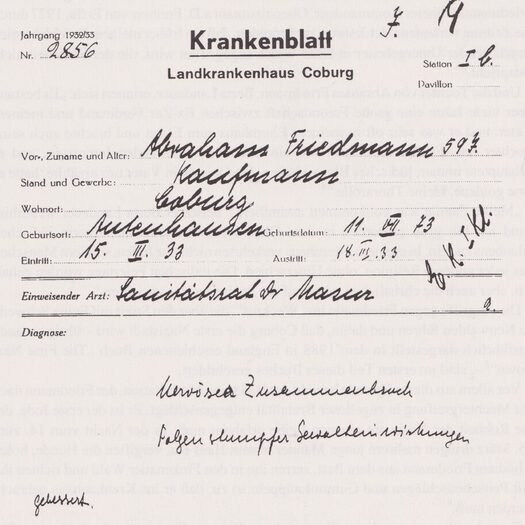 J. 14
Jahrgang 1932/33
Nr. 2856
Krankenblatt
Landkrankenhaus Coburg
Station I b.
Pavillon
Vor-, Zuname und Alter: Abraham Friedmann 59 J.
Stand und Gewerbe: Kaufmann
Wohnort: Coburg
Geburtsort: Autenhausen Geburtsdatum: 11. VII 73
Eintritt: 15. III. 33 Austritt: 18. III. 33
K. I Kl.
Einweisender Arzt: Sanitätsrat Dr Masur
Diagnose:
Nervöser Zusammenbruch
Folgen stumpfer Gewalteinwirkungen
gebessert.